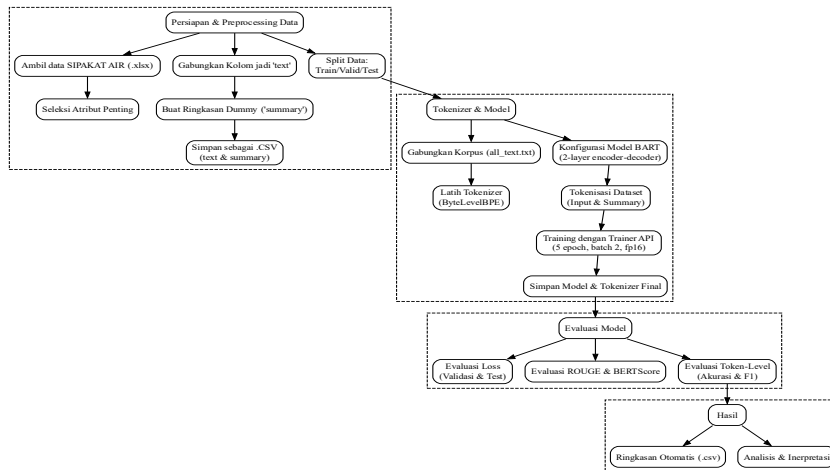 Persiapan & Preprocessing Data
Ambil data SIPAKAT AIR (.xlsx)
Gabungkan Kolom jadi 'text'
Split Data:
Train/Valid/Test
Seleksi Atribut Penting
Buat Ringkasan Dummy ('summary')
Simpan sebagai .CSV
(text & summary)
Tokenizer & Model
Gabungkan Korpus (all_text.txt)
Konfigurasi Model BART
(2-layer encoder-decoder)
Latih Tokenizer
(ByteLevelBPE)
Tokenisasi Dataset
(Input & Summary)
Training dengan Trainer API
(5 epoch, batch 2, fp16)
Simpan Model & Tokenizer Final
Evaluasi Model
Evaluasi Loss
(Validasi & Test)
Evaluasi ROUGE & BERTScore
Evaluasi Token-Level
(Akurasi & F1)
Hasil
Ringkasan Otomatis (.csv)
Analisis & Inerpretasi